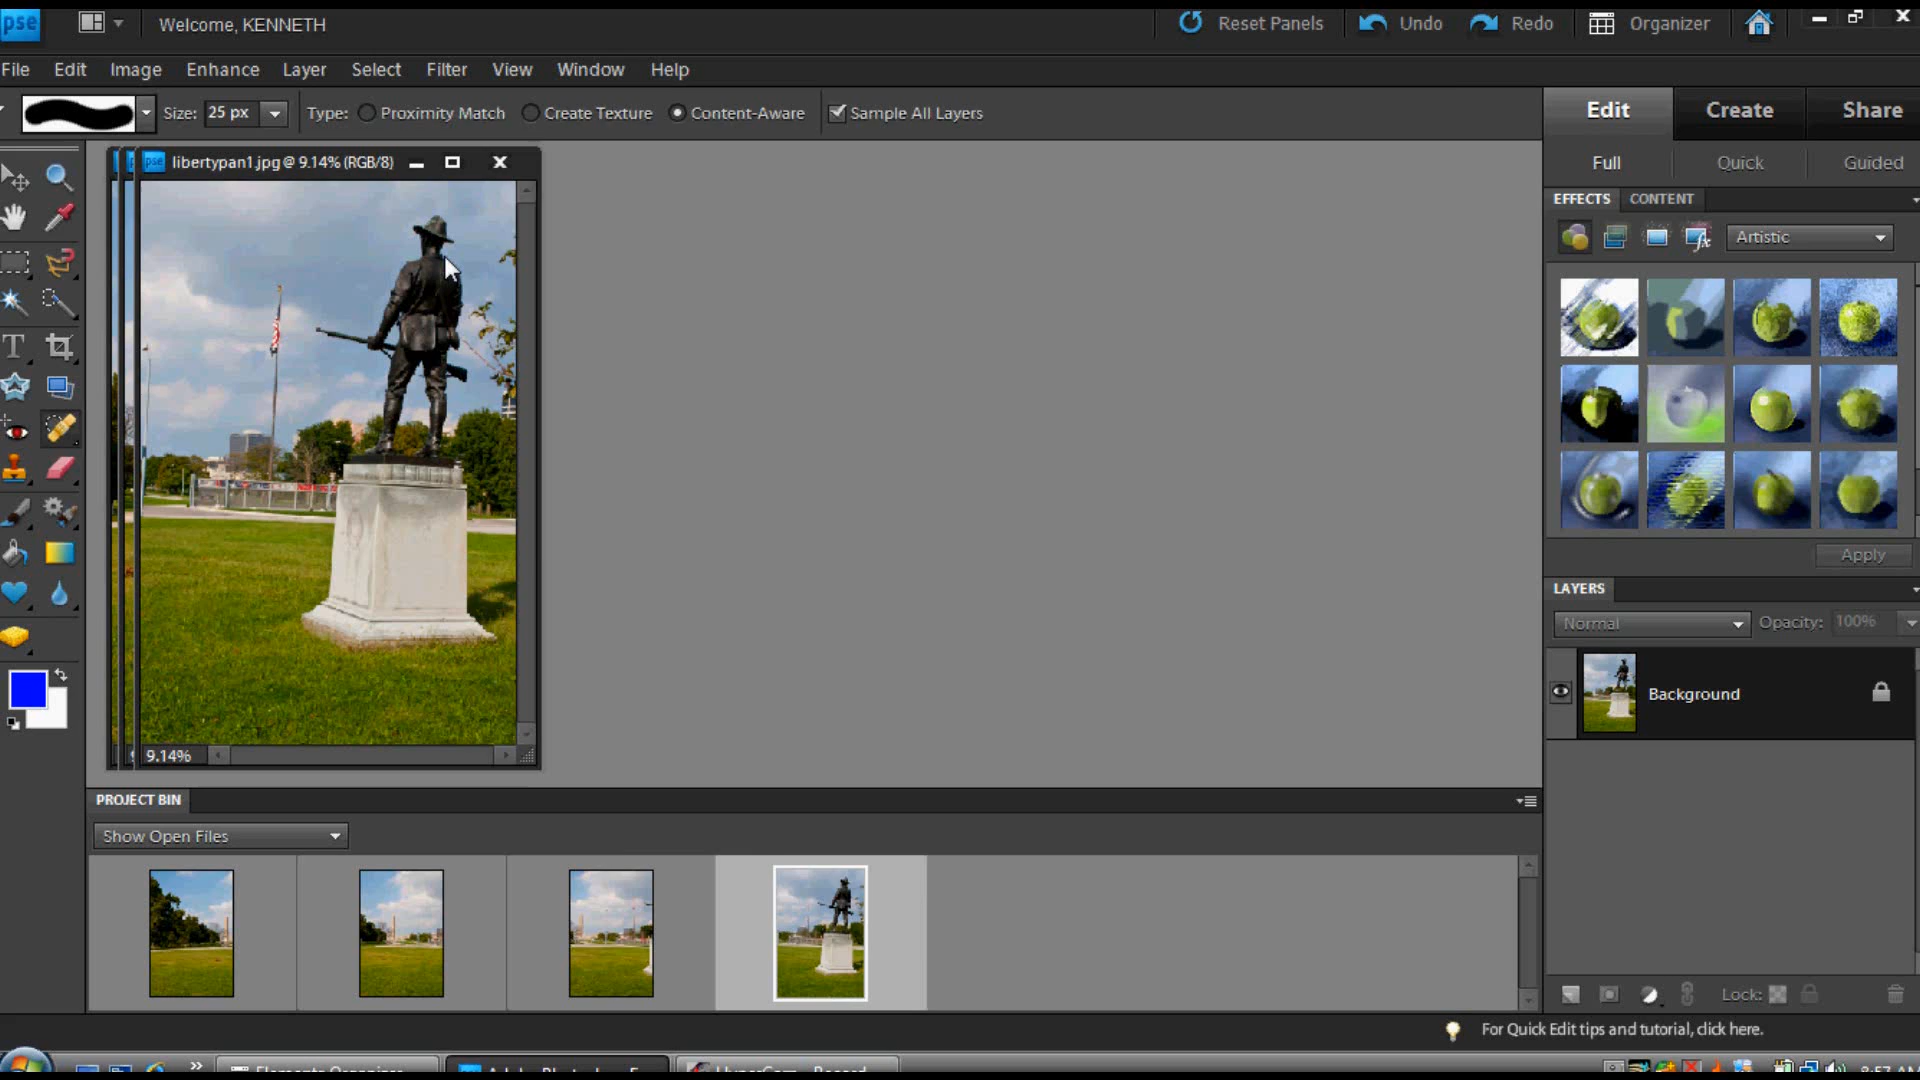 pse Welcome, KENNETH Reset Panels Undo Redo Organizer
File Edit Image Enhance Layer Select Filter View Window Help
Size: 25 px Type: Proximity Match Create Texture Content-Aware Sample All Layers
Edit Create Share
Full Quick Guided
pse libertypan1.jpg @ 9.14% (RGB/8)
EFFECTS CONTENT
Artistic
Apply
LAYERS
Normal Opacity: 100%
Background
9.14%
PROJECT BIN
Show Open Files
Lock:
For Quick Edit tips and tutorial, click here.